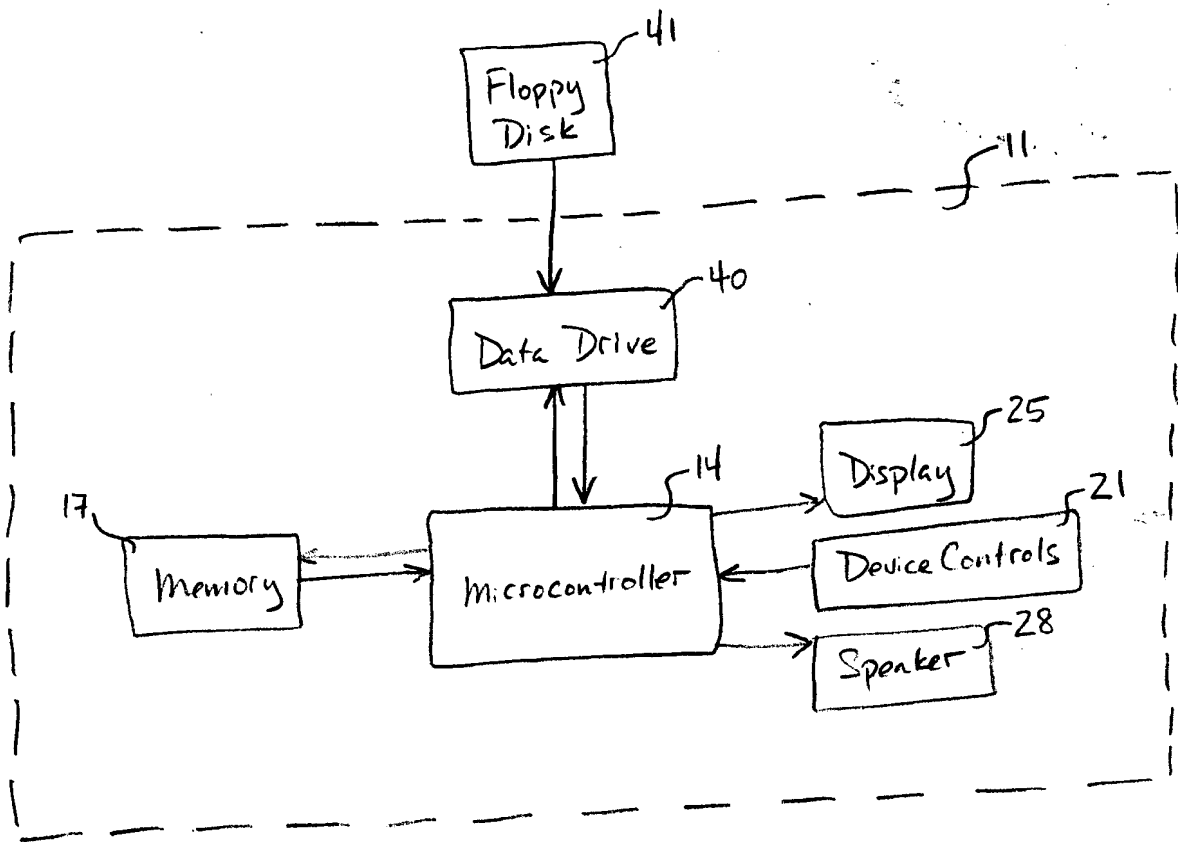 41
Floppy
Disk
11
40
Data Drive
25
Display
14
17
21
Memory
Microcontroller
Device Controls
28
Speaker